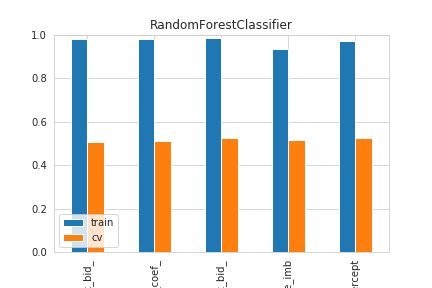 RandomForestClassifier
1.0
0.8
0.6
0.4
0.2
0.0
train
cv
_bid_
coef_
_bid_
e_imb
ercept